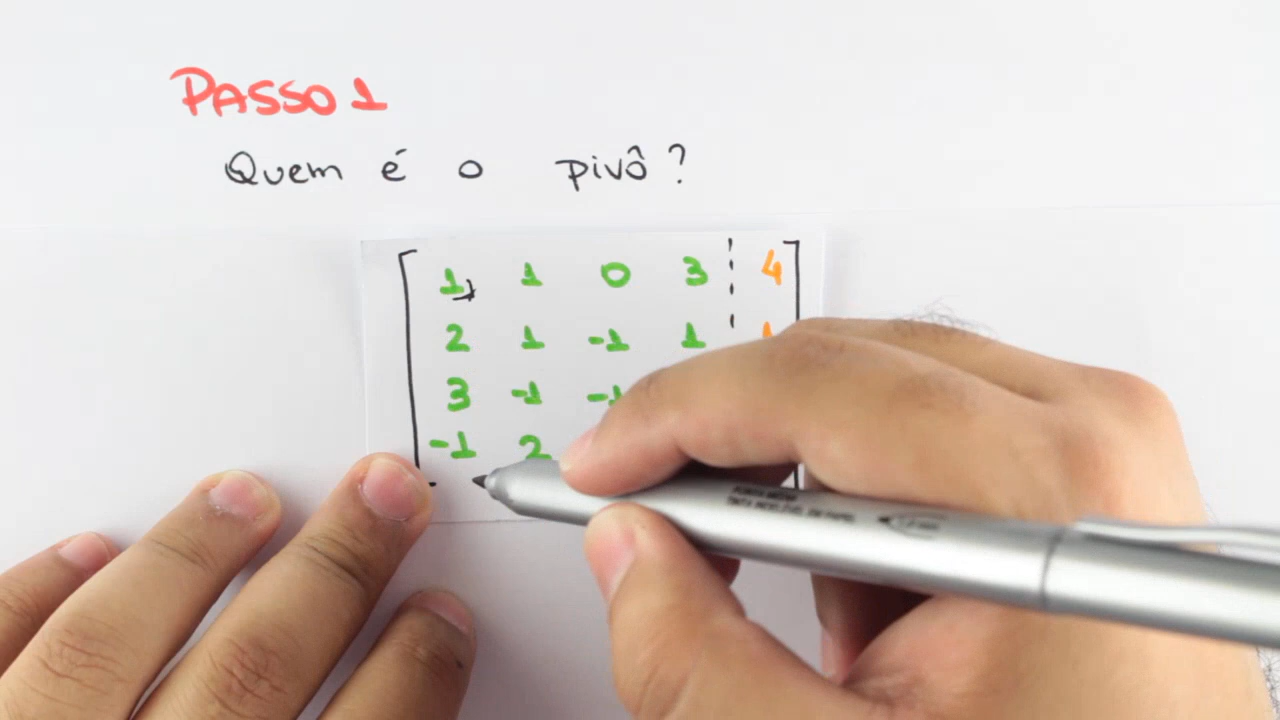 PASSO 1
Quem é o pivô?
1 1 0 3 4
2 1 -1 1
3 -1 -1
-1 2